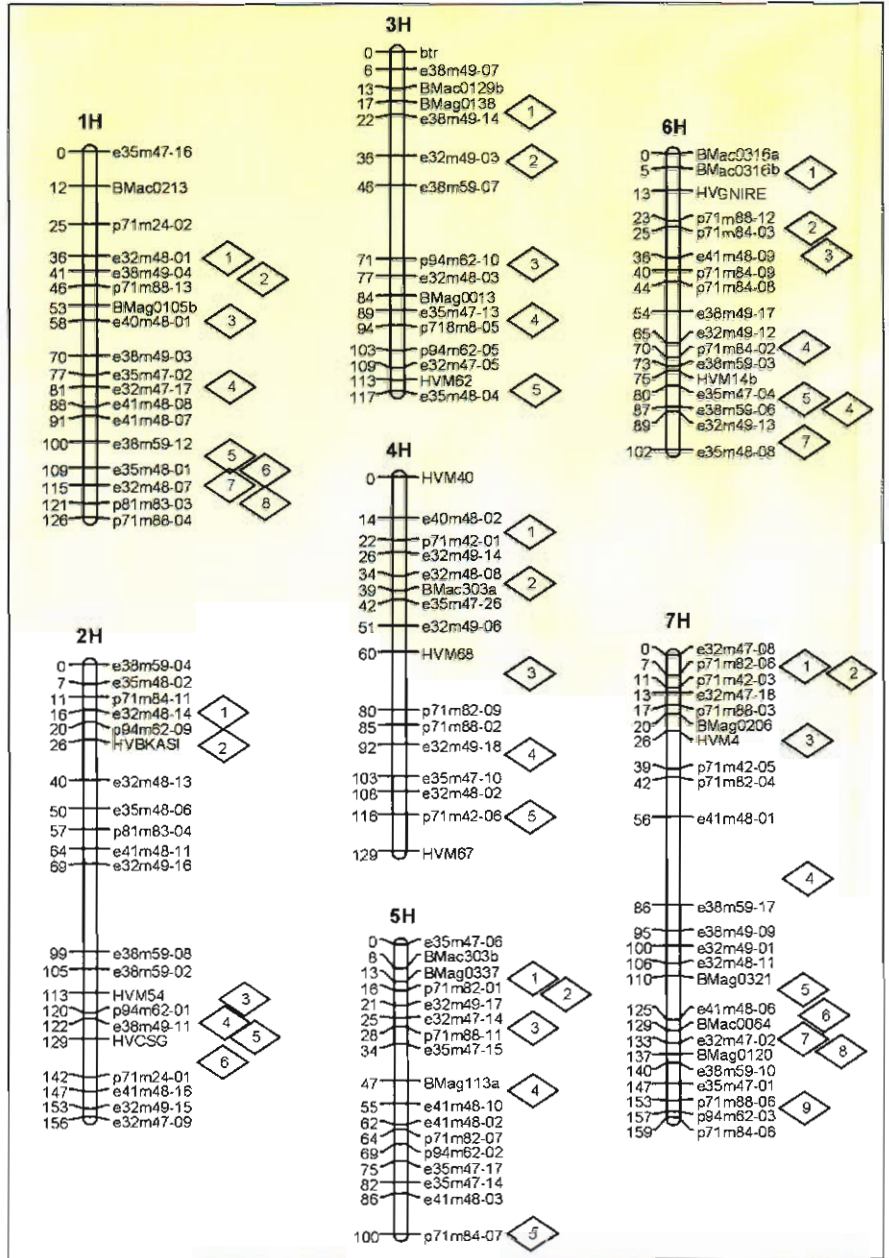 1H
0 e35m47-16
12 BMac0213
25 p71m24-02
36 e32m48-01
41 e38m49-04
46 p71m88-13
53 BMag0105b
58 e40m48-01
70 e38m49-03
77 e35m47-02
81 e32m47-17
88 e41m48-08
91 e41m48-07
100 e38m59-12
109 e35m48-01
115 e32m48-07
121 p81m83-03
126 p71m88-04
1
2
3
4
5
6
7
8
2H
0 e38m59-04
7 e35m48-02
11 p71m84-11
16 e32m48-14
20 p94m62-09
26 HVBKASI
40 e32m48-13
50 e35m48-06
57 p81m83-04
64 e41m48-11
69 e32m49-16
99 e38m59-08
105 e38m59-02
113 HVM54
120 p94m62-01
122 e38m49-11
129 HVCSG
142 p71m24-01
147 e41m48-16
153 e32m49-15
156 e32m47-09
1
2
3
4
5
6
3H
0 btr
6 e38m49-07
13 BMac0129b
17 BMag0138
22 e38m49-14
36 e32m49-03
46 e38m59-07
71 p94m62-10
77 e32m48-03
84 BMag0013
89 e35m47-13
94 p718m8-05
103 p94m62-05
109 e32m47-05
113 HVM62
117 e35m48-04
1
2
3
4
5
4H
0 HVM40
14 e40m48-02
22 p71m42-01
26 e32m49-14
34 e32m48-08
39 BMac303a
42 e35m47-26
51 e32m49-06
60 HVM68
80 p71m82-09
85 p71m88-02
92 e32m49-18
103 e35m47-10
108 e32m48-02
116 p71m42-06
129 HVM67
1
2
3
4
5
5H
0 e35m47-06
8 BMac303b
13 BMag0337
16 p71m82-01
21 e32m49-17
25 e32m47-14
28 p71m88-11
34 e35m47-15
47 BMag113a
55 e41m48-10
62 e41m48-02
64 p71m82-07
69 p94m62-02
75 e35m47-17
82 e35m47-14
86 e41m48-03
100 p71m84-07
1
2
3
4
5
6H
0 BMac0316a
5 BMac0316b
13 HVGNIRE
23 p71m88-12
25 p71m84-03
36 e41m48-09
40 p71m84-09
44 p71m84-08
54 e38m49-17
65 e32m49-12
70 p71m84-02
73 e38m59-03
75 HVM14b
80 e35m47-04
87 e38m59-06
89 e32m49-13
102 e35m48-08
1
2
3
4
5
4
7
7H
0 e32m47-08
7 p71m82-06
11 p71m42-03
13 e32m47-18
17 p71m88-03
20 BMag0206
26 HVM4
39 p71m42-05
42 p71m82-04
56 e41m48-01
86 e38m59-17
95 e38m49-09
100 e32m49-01
106 e32m48-11
110 BMag0321
125 e41m48-06
129 BMac0064
133 e32m47-02
137 BMag0120
140 e38m59-10
147 e35m47-01
153 p71m88-06
157 p94m62-03
159 p71m84-06
1
2
3
4
5
6
7
8
9